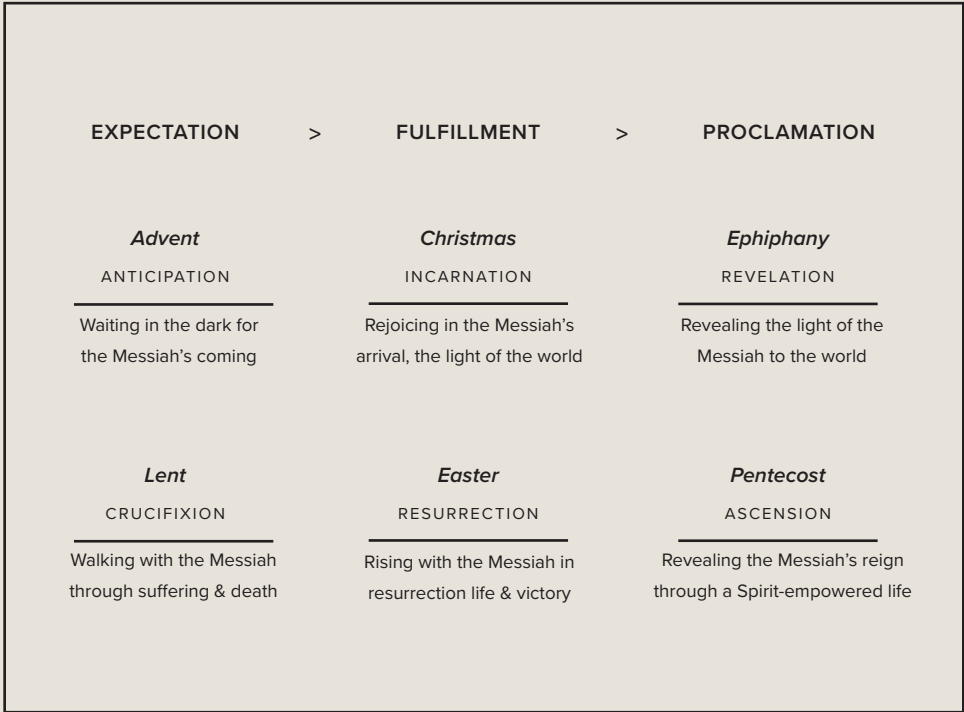 EXPECTATION > FULFILLMENT > PROCLAMATION
Advent
ANTICIPATION
Waiting in the dark for
the Messiah’s coming
Christmas
INCARNATION
Rejoicing in the Messiah’s
arrival, the light of the world
Ephiphany
REVELATION
Revealing the light of the
Messiah to the world
Lent
CRUCIFIXION
Walking with the Messiah
through suffering & death
Easter
RESURRECTION
Rising with the Messiah in
resurrection life & victory
Pentecost
ASCENSION
Revealing the Messiah’s reign
through a Spirit-empowered life